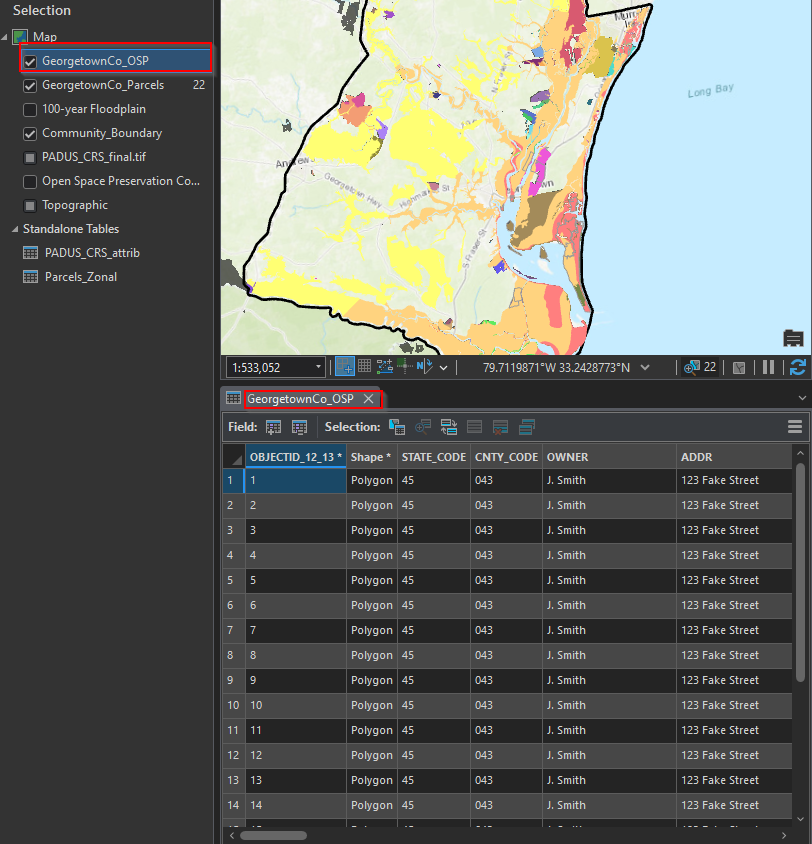 Selection
Map
GeorgetownCo_OSP
GeorgetownCo_Parcels 22
100-year Floodplain
Community_Boundary
PADUS_CRS_final.tif
Open Space Preservation Co...
Topographic
Standalone Tables
PADUS_CRS_attrib
Parcels_Zonal
Long Bay
Georgetown Hwy
Highmarket St
N Fraser St
S Fraser St
1:533,052 79.7119871°W 33.2428773°N 22
GeorgetownCo_OSP
Field: Selection:
OBJECTID_12_13 * Shape * STATE_CODE CNTY_CODE OWNER ADDR
1 1 Polygon 45 043 J. Smith 123 Fake Street
2 2 Polygon 45 043 J. Smith 123 Fake Street
3 3 Polygon 45 043 J. Smith 123 Fake Street
4 4 Polygon 45 043 J. Smith 123 Fake Street
5 5 Polygon 45 043 J. Smith 123 Fake Street
6 6 Polygon 45 043 J. Smith 123 Fake Street
7 7 Polygon 45 043 J. Smith 123 Fake Street
8 8 Polygon 45 043 J. Smith 123 Fake Street
9 9 Polygon 45 043 J. Smith 123 Fake Street
10 10 Polygon 45 043 J. Smith 123 Fake Street
11 11 Polygon 45 043 J. Smith 123 Fake Street
12 12 Polygon 45 043 J. Smith 123 Fake Street
13 13 Polygon 45 043 J. Smith 123 Fake Street
14 14 Polygon 45 043 J. Smith 123 Fake Street